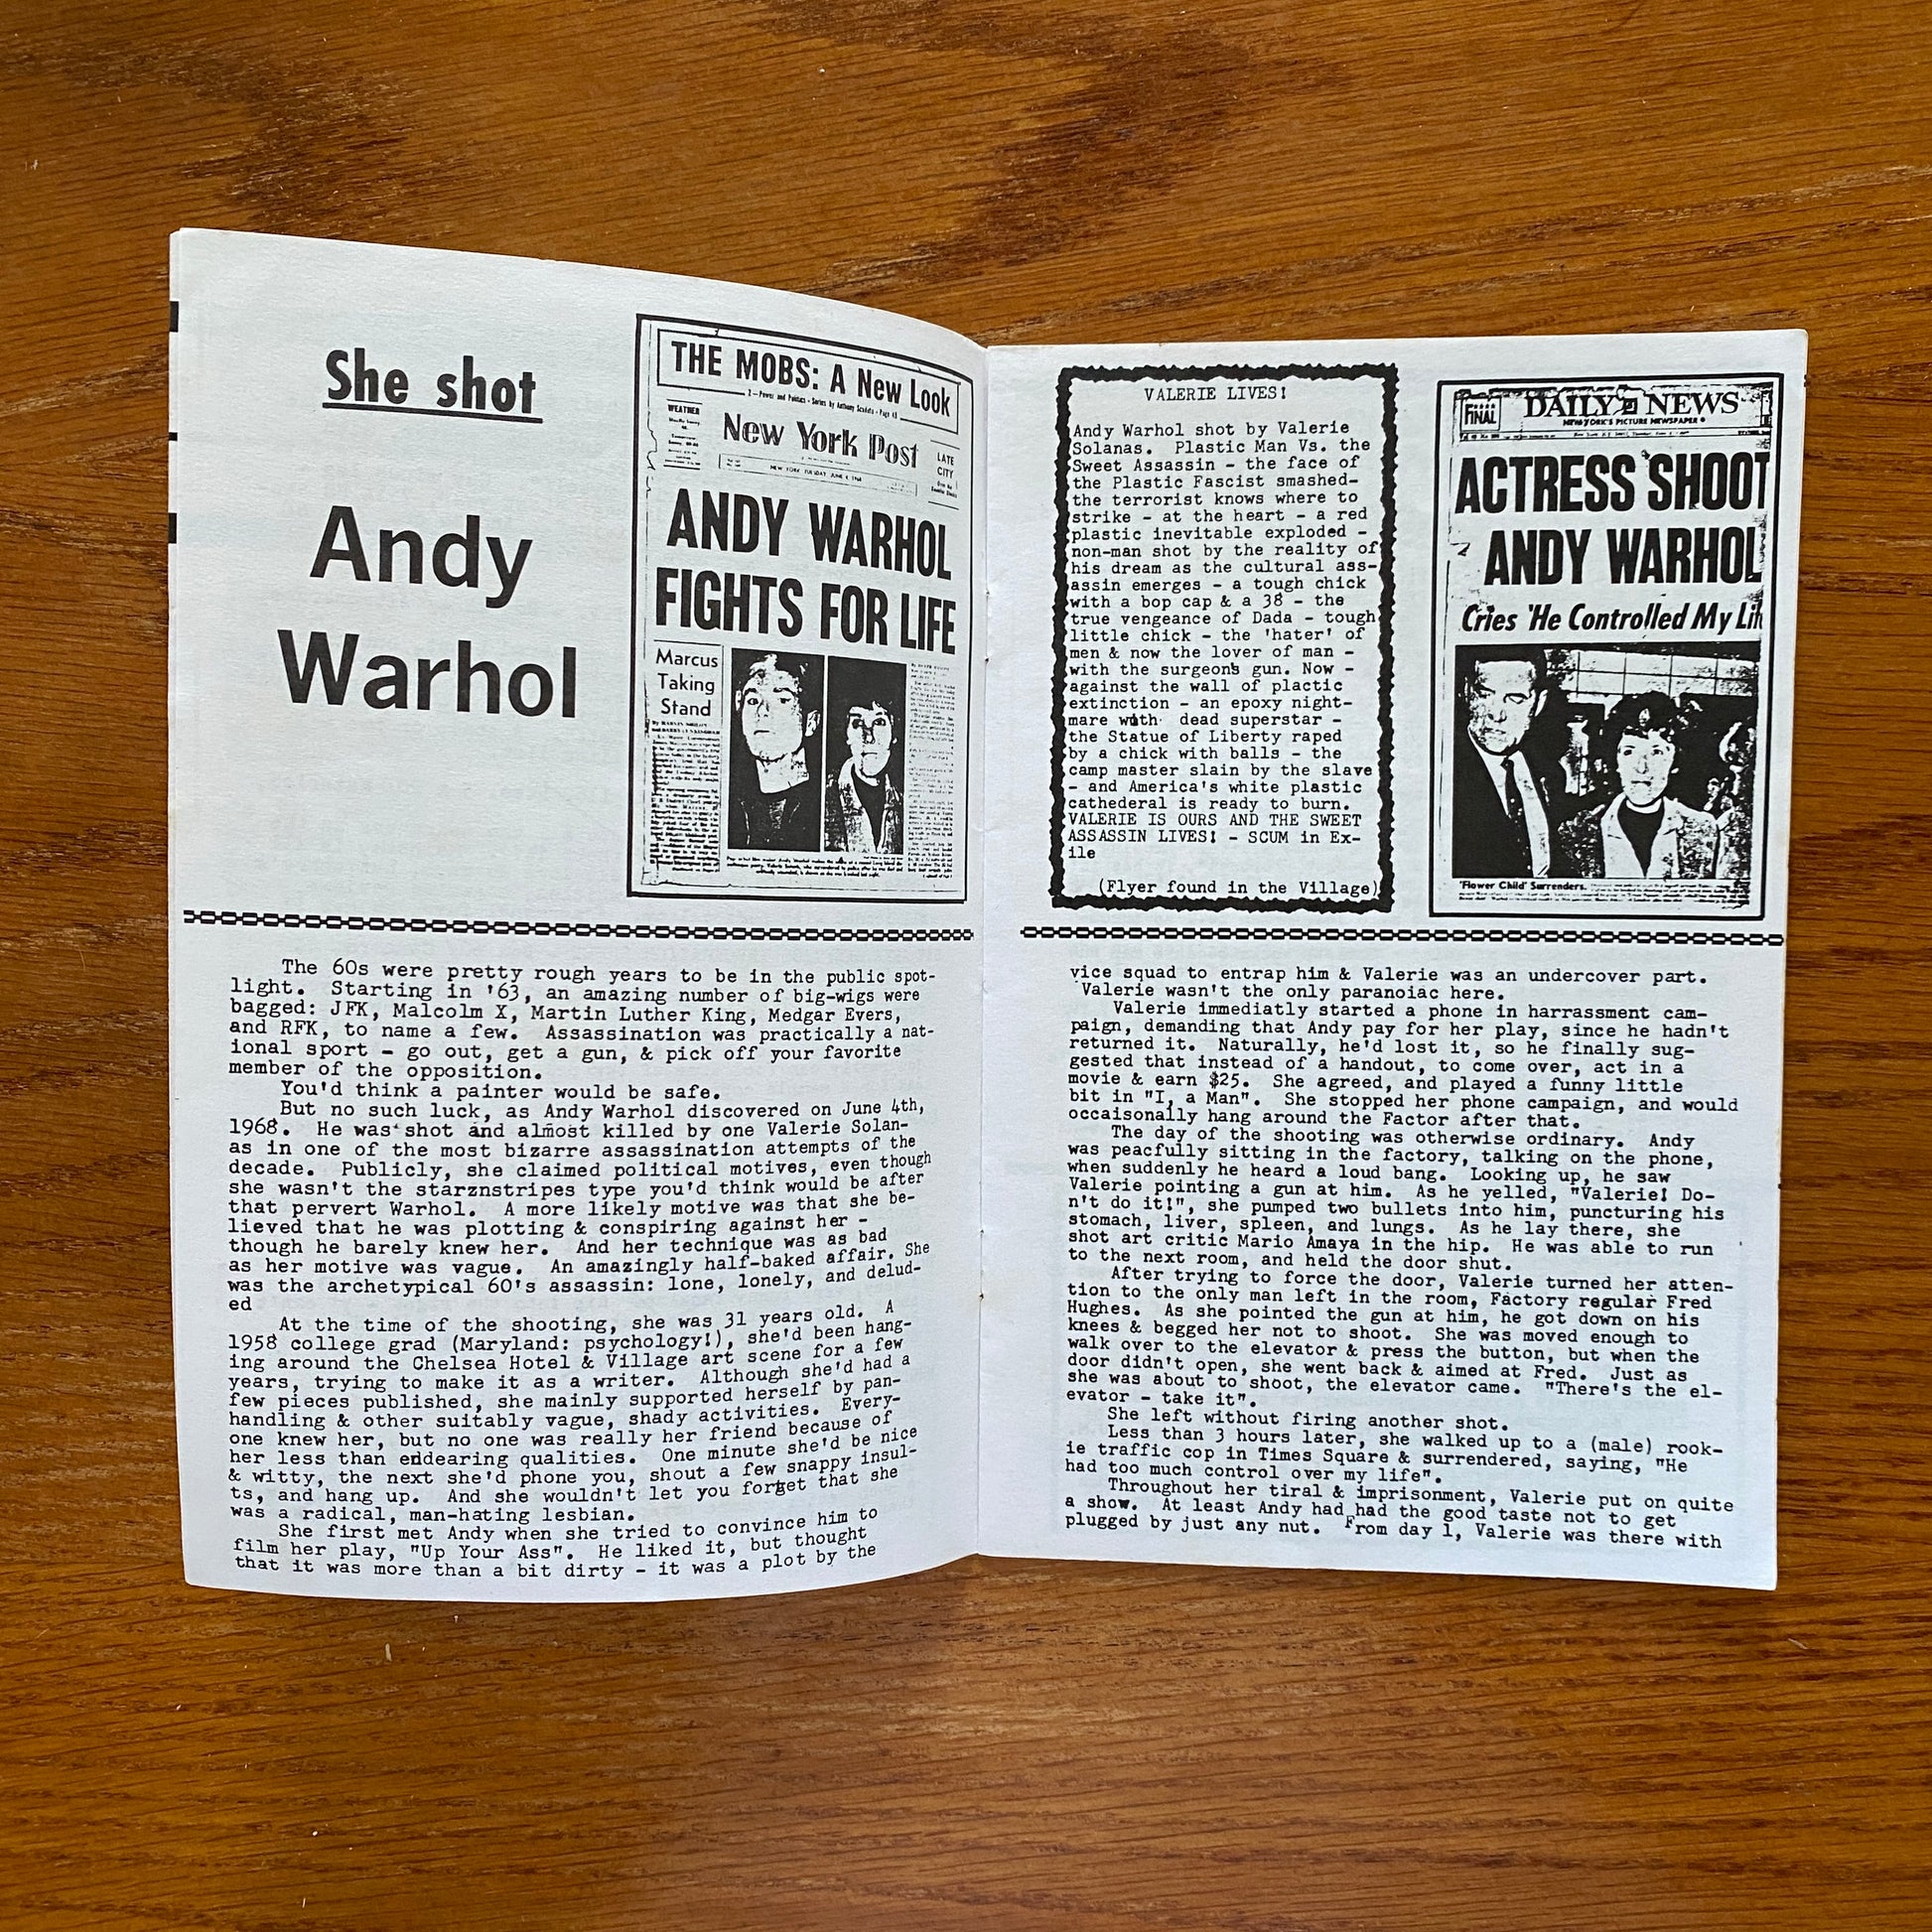 She shot
Andy
Warhol
THE MOBS: A New Look
2-Power and Politics - Series by Anthony Scaduto - Page 45
WEATHER
New York Post
LATE
CITY
NEW YORK TUESDAY JUNE 4, 1968
ANDY WARHOL
FIGHTS FOR LIFE
Marcus
Taking
Stand
The 60s were pretty rough years to be in the public spot-
light. Starting in '63, an amazing number of big-wigs were
bagged: JFK, Malcolm X, Martin Luther King, Medgar Evers,
and RFK, to name a few. Assassination was practically a nat-
ional sport - go out, get a gun, & pick off your favorite
member of the opposition.
You'd think a painter would be safe.
But no such luck, as Andy Warhol discovered on June 4th,
1968. He was shot and almost killed by one Valerie Solan-
as in one of the most bizarre assassination attempts of the
decade. Publicly, she claimed political motives, even though
she wasn't the starznstripes type you'd think would be after
that pervert Warhol. A more likely motive was that she be-
lieved that he was plotting & conspiring against her -
though he barely knew her. And her technique was as bad
as her motive was vague. An amazingly half-baked affair. She
was the archetypical 60's assassin: lone, lonely, and delud-
ed
At the time of the shooting, she was 31 years old. A
1958 college grad (Maryland: psychology!), she'd been hang-
ing around the Chelsea Hotel & Village art scene for a few
years, trying to make it as a writer. Although she'd had a
few pieces published, she mainly supported herself by pan-
handling & other suitably vague, shady activities. Every-
one knew her, but no one was really her friend because of
her less than endearing qualities. One minute she'd be nice
& witty, the next she'd phone you, shout a few snappy insul-
ts, and hang up. And she wouldn't let you forget that she
was a radical, man-hating lesbian.
She first met Andy when she tried to convince him to
film her play, "Up Your Ass". He liked it, but thought
that it was more than a bit dirty - it was a plot by the
VALERIE LIVES!
Andy Warhol shot by Valerie
Solanas. Plastic Man Vs. the
Sweet Assassin - the face of
the Plastic Fascist smashed-
the terrorist knows where to
strike - at the heart - a red
plastic inevitable exploded -
non-man shot by the reality of
his dream as the cultural ass-
assin emerges - a tough chick
with a bop cap & a 38 - the
true vengeance of Dada - tough
little chick - the 'hater' of
men & now the lover of man -
with the surgeons gun. Now -
against the wall of plactic
extinction - an epoxy night-
mare with dead superstar -
the Statue of Liberty raped
by a chick with balls - the
camp master slain by the slave
- and America's white plastic
cathederal is ready to burn.
VALERIE IS OURS AND THE SWEET
ASSASSIN LIVES! - SCUM in Ex-
ile
(Flyer found in the Village)
FINAL
DAILY NEWS
NEW YORK'S PICTURE NEWSPAPER
ACTRESS SHOOT
ANDY WARHOL
Cries 'He Controlled My Lif
'Flower Child' Surrenders.
vice squad to entrap him & Valerie was an undercover part.
Valerie wasn't the only paranoiac here.
Valerie immediatly started a phone in harrassment cam-
paign, demanding that Andy pay for her play, since he hadn't
returned it. Naturally, he'd lost it, so he finally sug-
gested that instead of a handout, to come over, act in a
movie & earn $25. She agreed, and played a funny little
bit in "I, a Man". She stopped her phone campaign, and would
occaisonally hang around the Factor after that.
The day of the shooting was otherwise ordinary. Andy
was peacfully sitting in the factory, talking on the phone,
when suddenly he heard a loud bang. Looking up, he saw
Valerie pointing a gun at him. As he yelled, "Valerie! Do-
n't do it!", she pumped two bullets into him, puncturing his
stomach, liver, spleen, and lungs. As he lay there, she
shot art critic Mario Amaya in the hip. He was able to run
to the next room, and held the door shut.
After trying to force the door, Valerie turned her atten-
tion to the only man left in the room, Factory regular Fred
Hughes. As she pointed the gun at him, he got down on his
knees & begged her not to shoot. She was moved enough to
walk over to the elevator & press the button, but when the
door didn't open, she went back & aimed at Fred. Just as
she was about to shoot, the elevator came. "There's the el-
evator - take it".
She left without firing another shot.
Less than 3 hours later, she walked up to a (male) rook-
ie traffic cop in Times Square & surrendered, saying, "He
had too much control over my life".
Throughout her tiral & imprisonment, Valerie put on quite
a show. At least Andy had had the good taste not to get
plugged by just any nut. From day 1, Valerie was there with